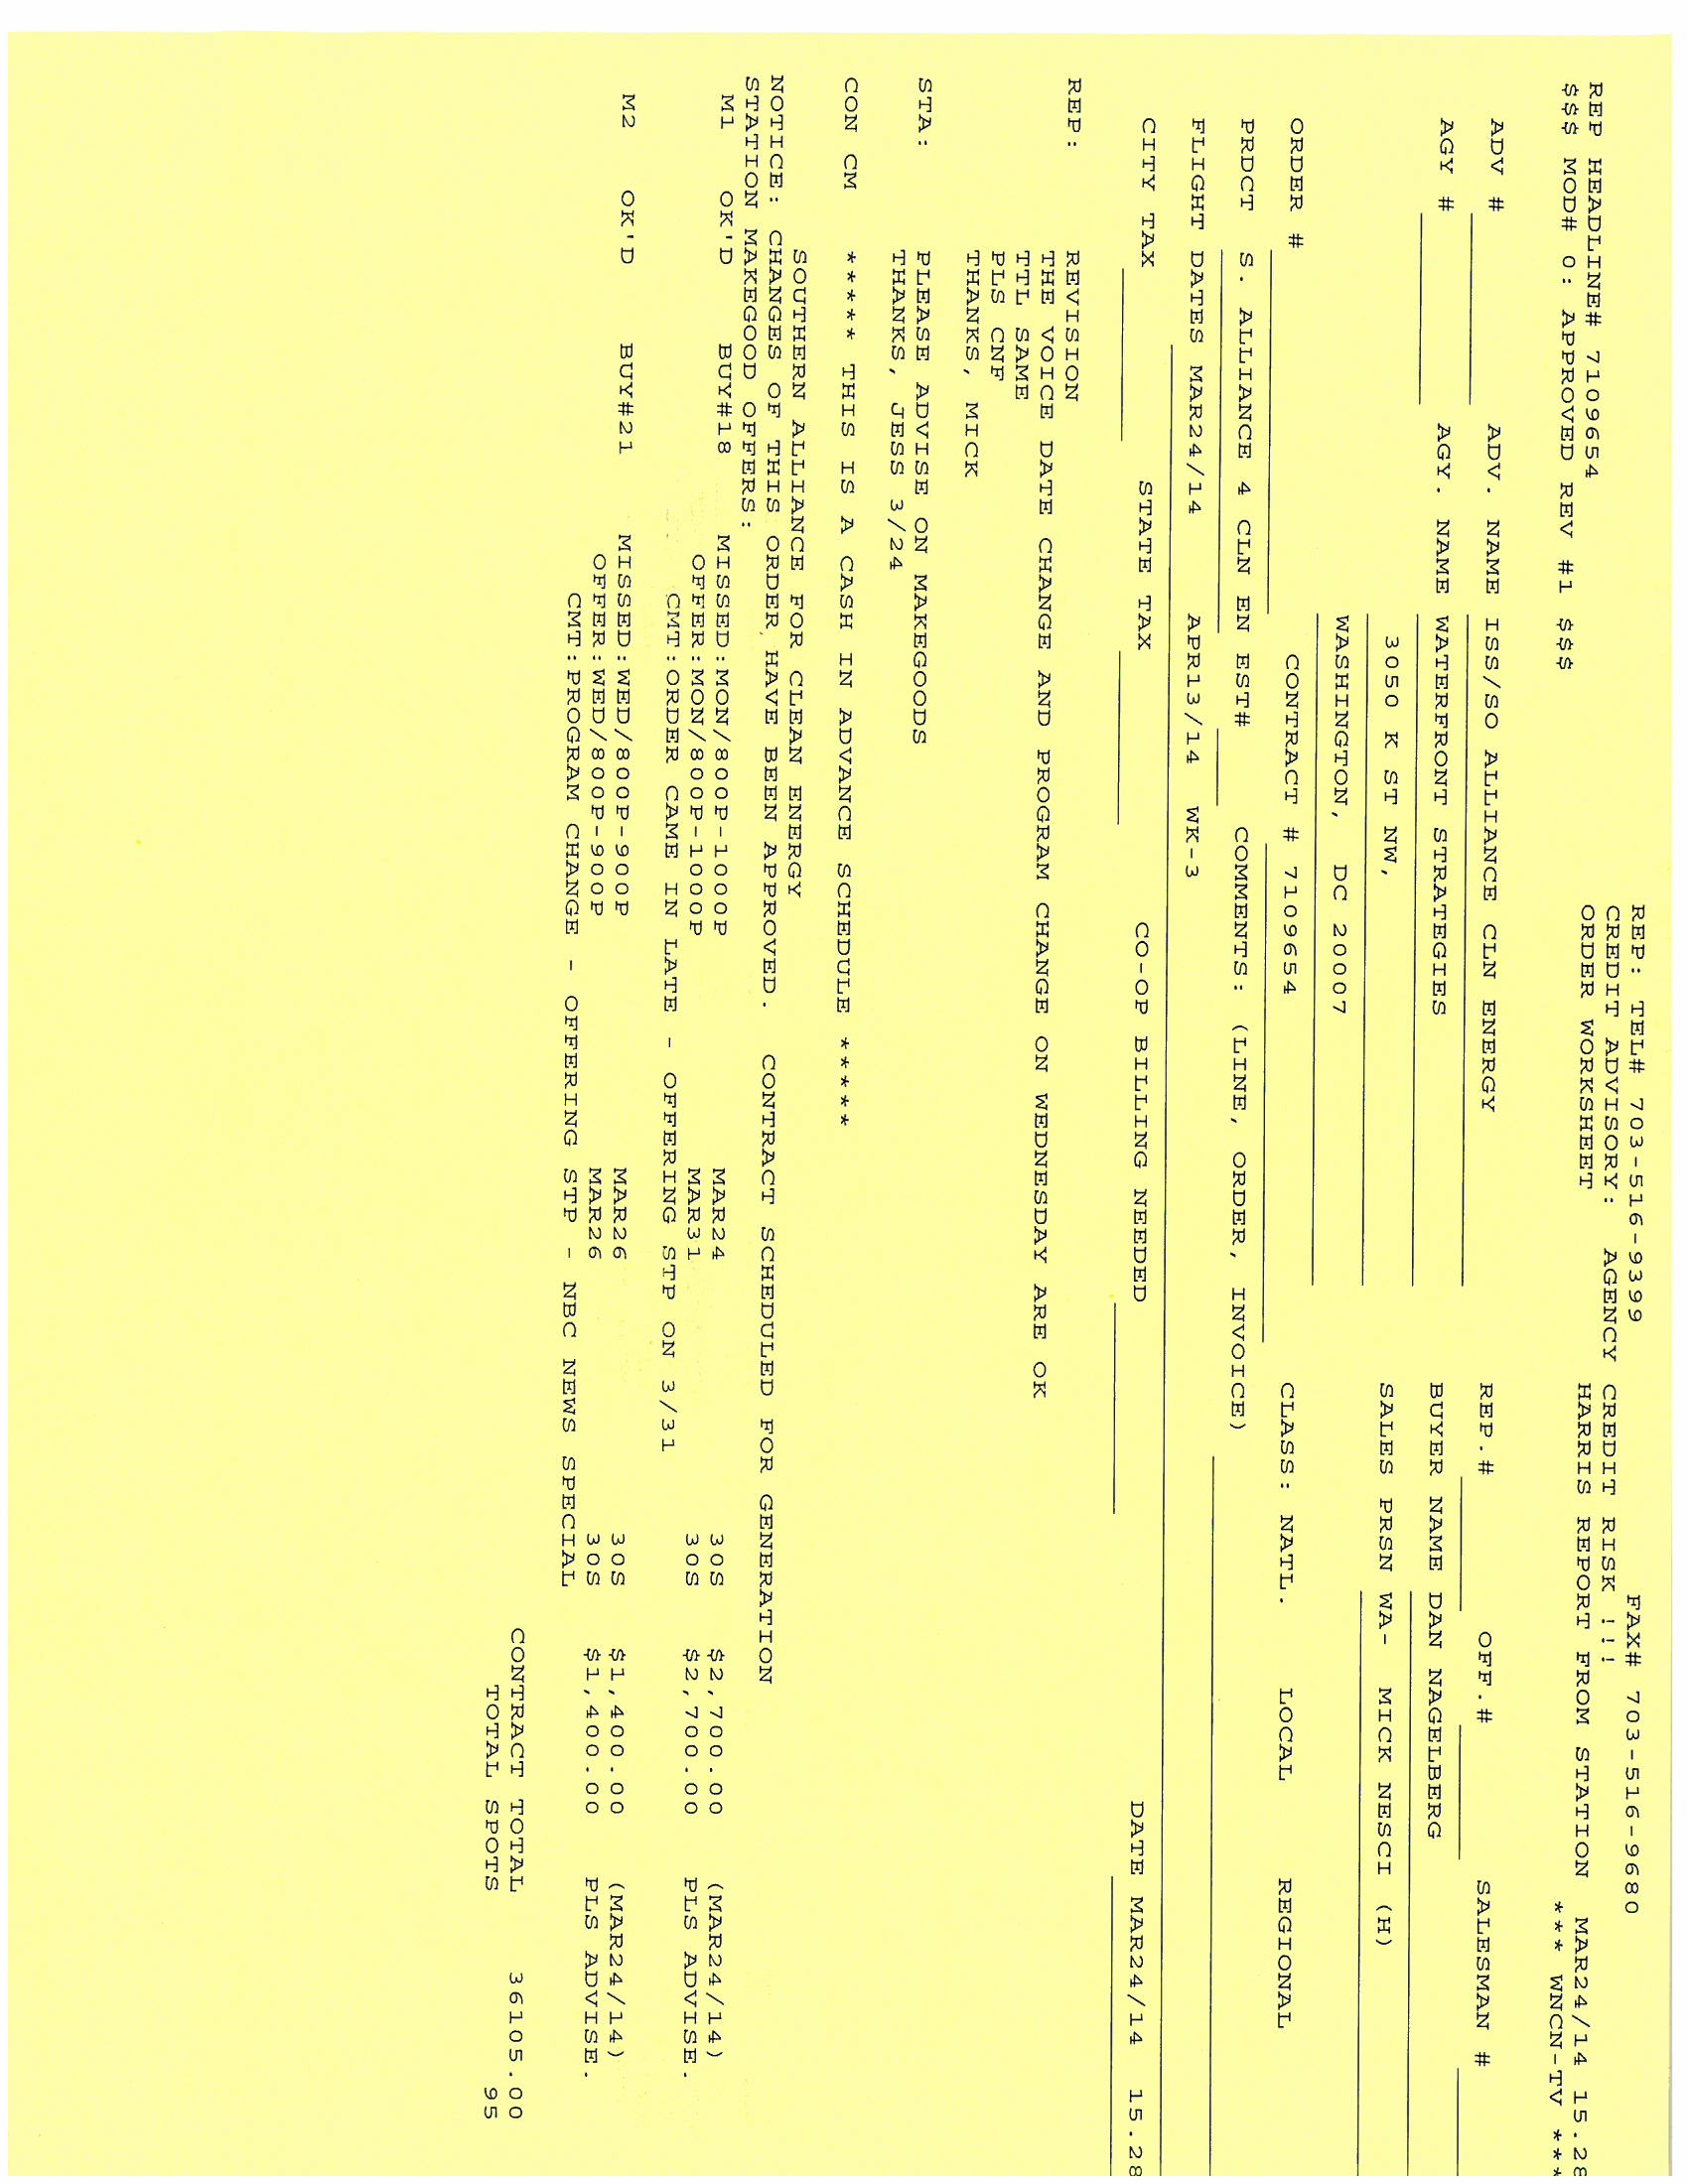 REP: TEL# 703-516-9399 FAX# 703-516-9680
CREDIT ADVISORY: AGENCY CREDIT RISK !!!
REP HEADLINE# 7109654 ORDER WORKSHEET HARRIS REPORT FROM STATION MAR24/14 15.28
$$$ MOD# 0: APPROVED REV #1 $$$ *** WNCN-TV ***
ADV # ADV. NAME ISS/SO ALLIANCE CLN ENERGY REP.# OFF.# SALESMAN #
AGY # AGY. NAME WATERFRONT STRATEGIES BUYER NAME DAN NAGELBERG
3050 K ST NW, SALES PRSN WA- MICK NESCI (H)
WASHINGTON, DC 20007
ORDER # CONTRACT # 7109654 CLASS: NATL. LOCAL REGIONAL
PRDCT S. ALLIANCE 4 CLN EN EST# COMMENTS: (LINE, ORDER, INVOICE)
FLIGHT DATES MAR24/14 APR13/14 WK-3
CITY TAX STATE TAX CO-OP BILLING NEEDED DATE MAR24/14 15.28
REP: REVISION
THE VOICE DATE CHANGE AND PROGRAM CHANGE ON WEDNESDAY ARE OK
TTL SAME
PLS CNF
THANKS, MICK
STA: PLEASE ADVISE ON MAKEGOODS
THANKS, JESS 3/24
CON CM ***** THIS IS A CASH IN ADVANCE SCHEDULE *****
SOUTHERN ALLIANCE FOR CLEAN ENERGY
NOTICE: CHANGES OF THIS ORDER HAVE BEEN APPROVED. CONTRACT SCHEDULED FOR GENERATION
STATION MAKEGOOD OFFERS:
M1 OK'D BUY#18 MISSED:MON/800P-1000P MAR24 30S $2,700.00 (MAR24/14)
OFFER:MON/800P-1000P MAR31 30S $2,700.00 PLS ADVISE.
CMT:ORDER CAME IN LATE - OFFERING STP ON 3/31
M2 OK'D BUY#21 MISSED:WED/800P-900P MAR26 30S $1,400.00 (MAR24/14)
OFFER:WED/800P-900P MAR26 30S $1,400.00 PLS ADVISE.
CMT:PROGRAM CHANGE - OFFERING STP - NBC NEWS SPECIAL
CONTRACT TOTAL 36105.00
TOTAL SPOTS 95